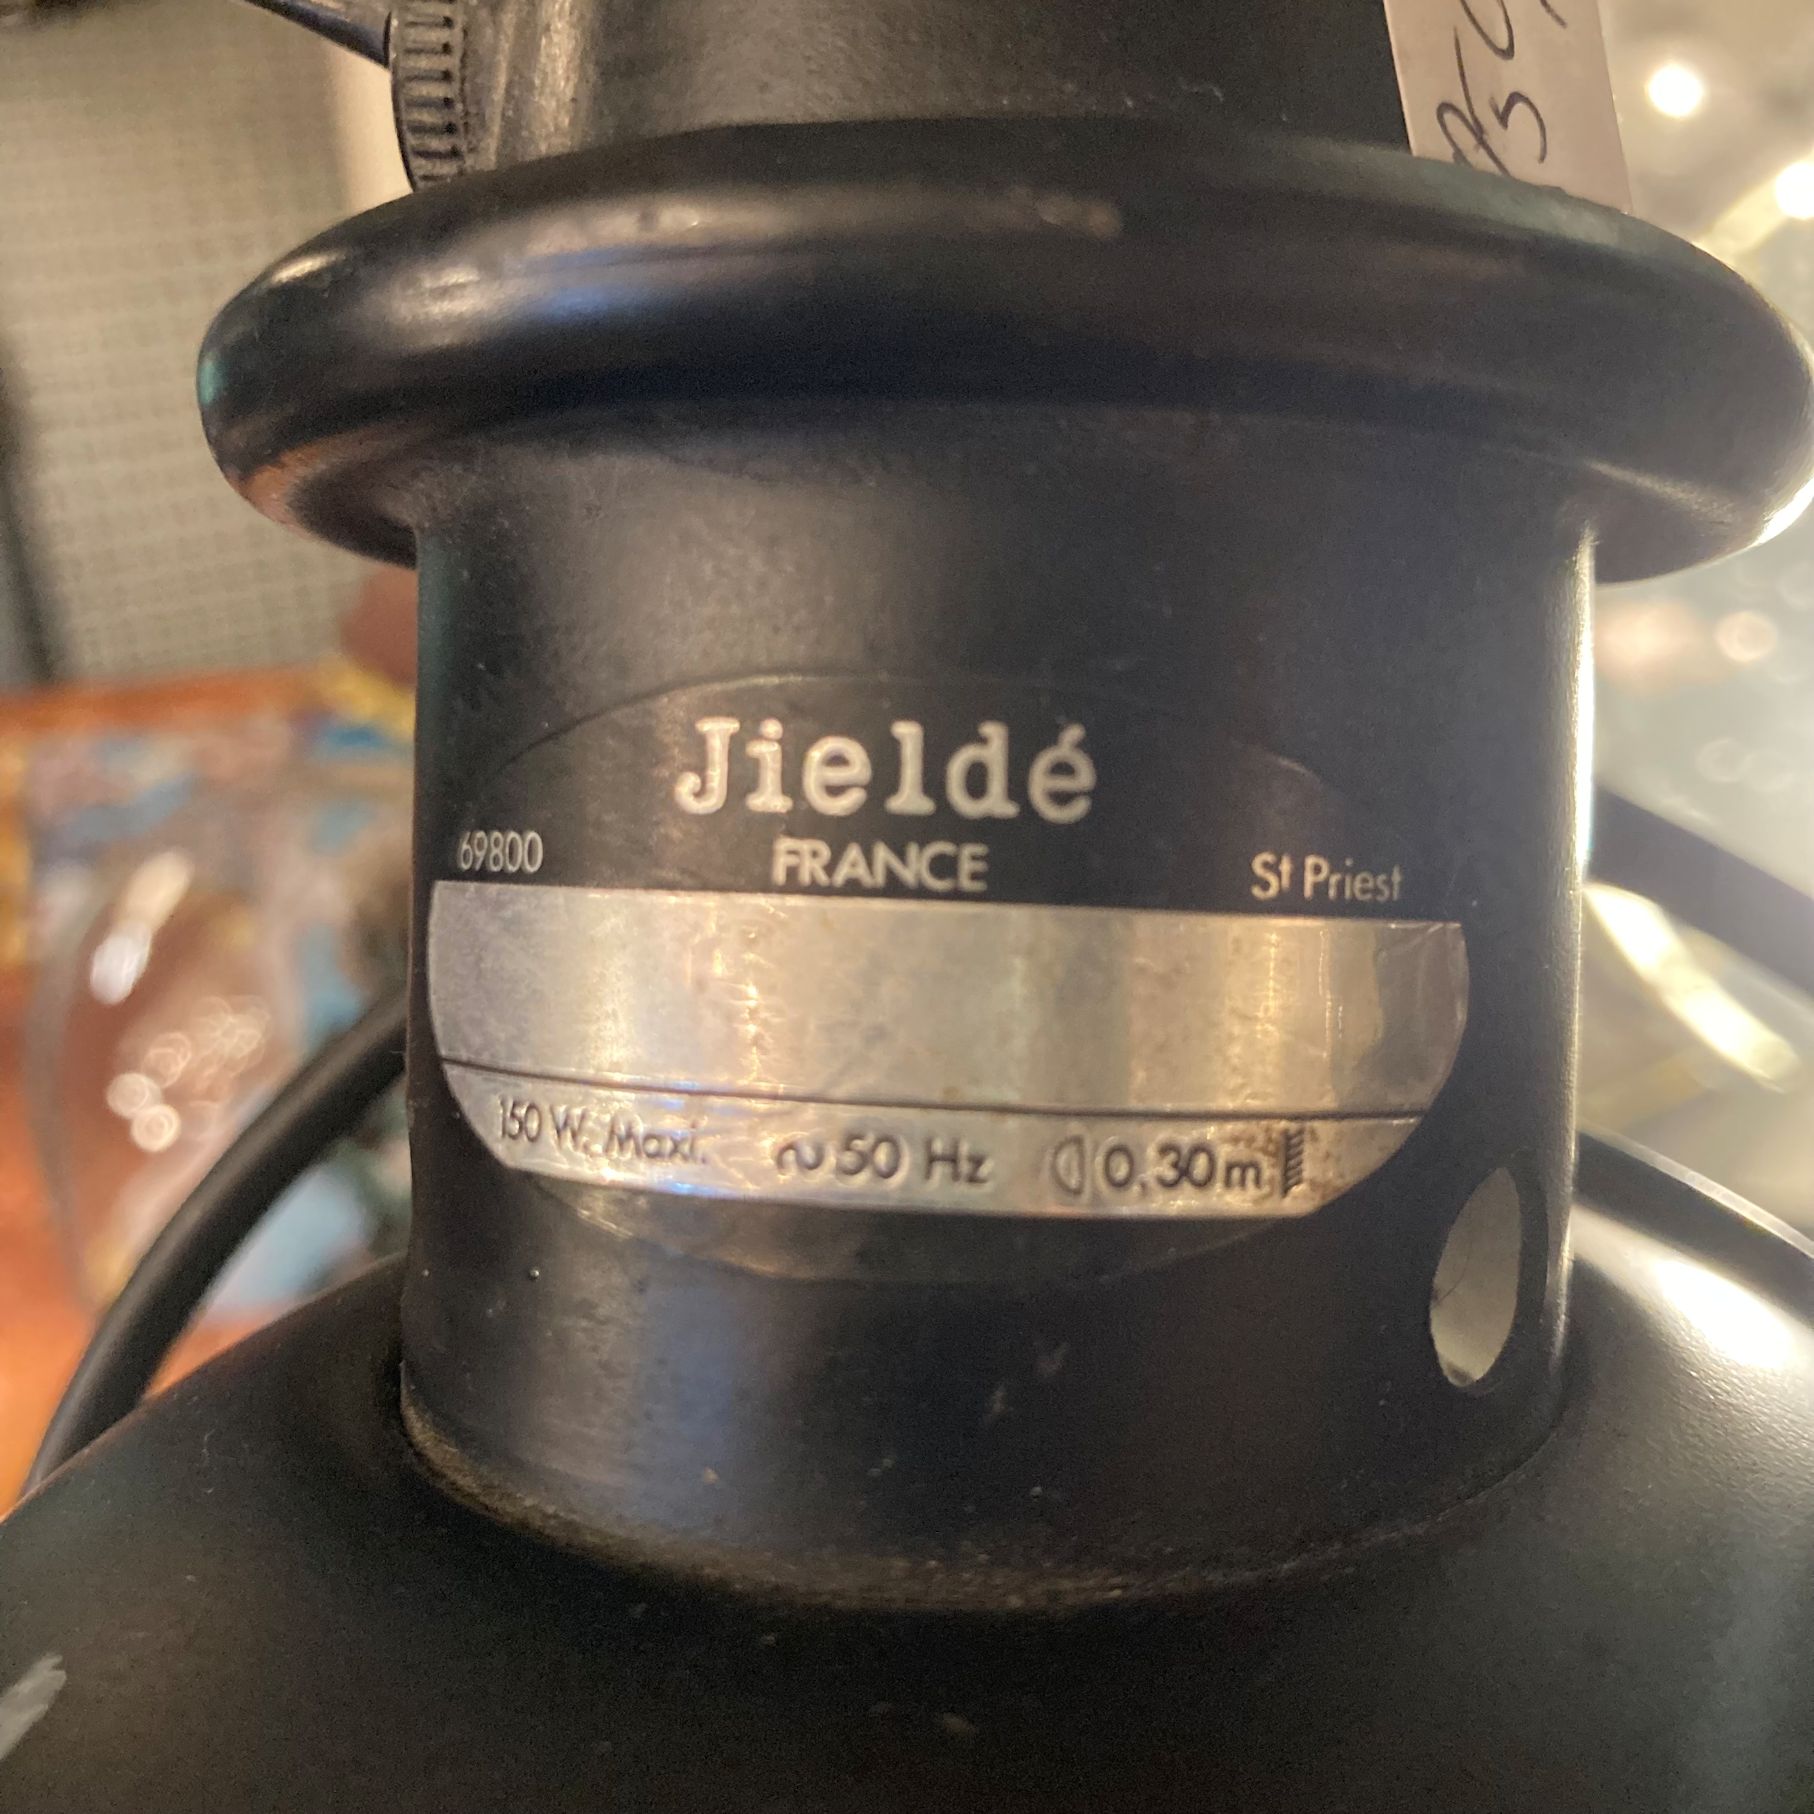 Jieldé
69800 FRANCE St Priest
150 W. Maxi. ∿ 50 Hz 0,30m